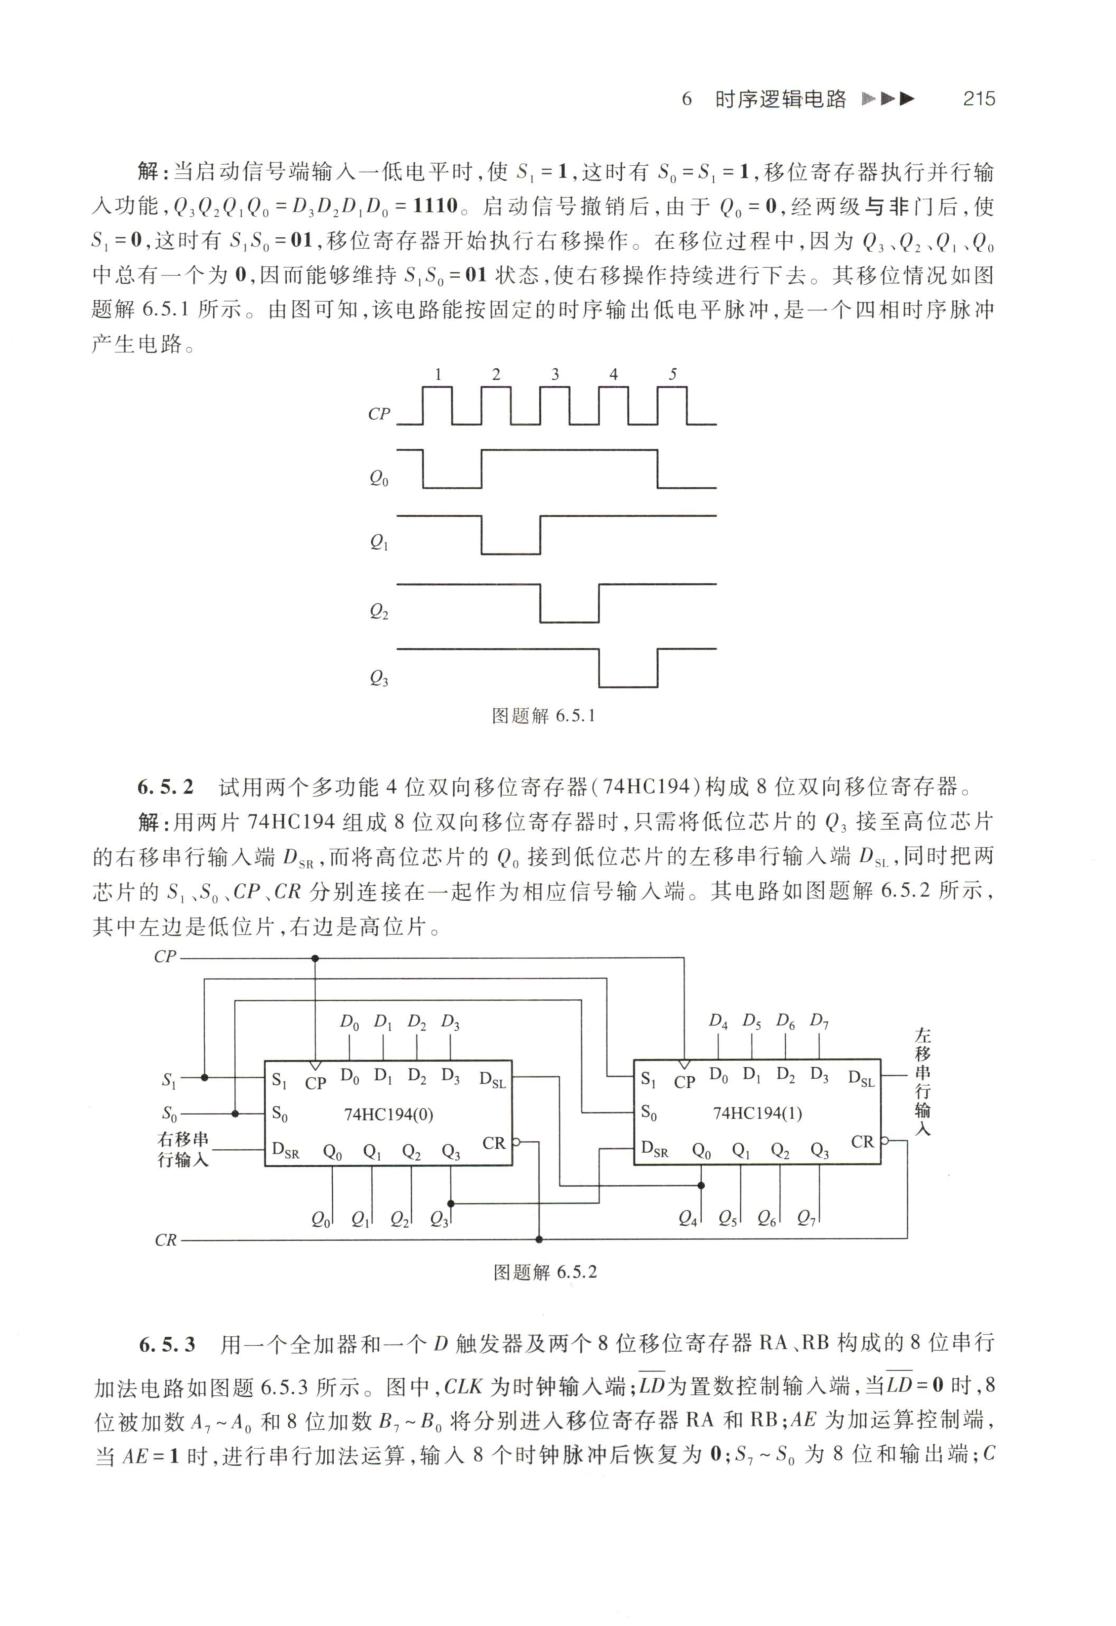 6 时序逻辑电路 ▶▶▶ 215
解:当启动信号端输入一低电平时,使 S₁=1,这时有 S₀=S₁=1,移位寄存器执行并行输
入功能,Q₃Q₂Q₁Q₀=D₃D₂D₁D₀=1110。启动信号撤销后,由于 Q₀=0,经两级与非门后,使
S₁=0,这时有 S₁S₀=01,移位寄存器开始执行右移操作。在移位过程中,因为 Q₃、Q₂、Q₁、Q₀
中总有一个为 0,因而能够维持 S₁S₀=01 状态,使右移操作持续进行下去。其移位情况如图
题解 6.5.1 所示。由图可知,该电路能按固定的时序输出低电平脉冲,是一个四相时序脉冲
产生电路。
1 2 3 4 5
CP
Q₀
Q₁
Q₂
Q₃
图题解 6.5.1
6.5.2 试用两个多功能 4 位双向移位寄存器(74HC194)构成 8 位双向移位寄存器。
解:用两片 74HC194 组成 8 位双向移位寄存器时,只需将低位芯片的 Q₃ 接至高位芯片
的右移串行输入端 D_SR,而将高位芯片的 Q₀ 接到低位芯片的左移串行输入端 D_SL,同时把两
芯片的 S₁、S₀、CP、CR 分别连接在一起作为相应信号输入端。其电路如图题解 6.5.2 所示,
其中左边是低位片,右边是高位片。
CP
D₀ D₁ D₂ D₃ D₄ D₅ D₆ D₇
S₁ S₁ CP D₀ D₁ D₂ D₃ D_SL S₁ CP D₀ D₁ D₂ D₃ D_SL
S₀ S₀ 74HC194(0) S₀ 74HC194(1)
右移串
行输入
D_SR Q₀ Q₁ Q₂ Q₃ CR D_SR Q₀ Q₁ Q₂ Q₃ CR
左移串行输入
Q₀ Q₁ Q₂ Q₃ Q₄ Q₅ Q₆ Q₇
CR
图题解 6.5.2
6.5.3 用一个全加器和一个 D 触发器及两个 8 位移位寄存器 RA、RB 构成的 8 位串行
加法电路如图题 6.5.3 所示。图中,CLK 为时钟输入端;L̅D̅为置数控制输入端,当L̅D̅=0 时,8
位被加数 A₇~A₀ 和 8 位加数 B₇~B₀ 将分别进入移位寄存器 RA 和 RB;AE 为加运算控制端,
当 AE=1 时,进行串行加法运算,输入 8 个时钟脉冲后恢复为 0;S₇~S₀ 为 8 位和输出端;C